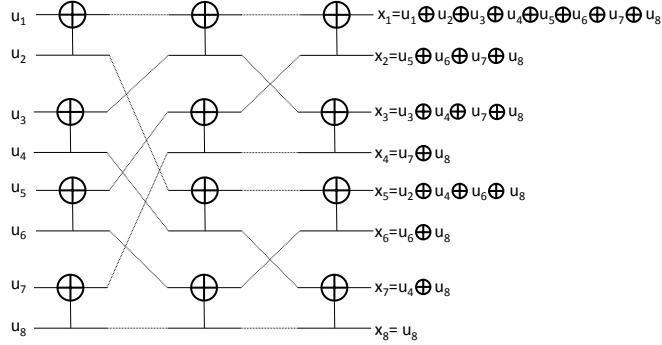 u₁ x₁=u₁⊕u₂⊕u₃⊕u₄⊕u₅⊕u₆⊕u₇⊕u₈
u₂ x₂=u₅⊕u₆⊕u₇⊕u₈
u₃ x₃=u₃⊕u₄⊕u₇⊕u₈
u₄ x₄=u₇⊕u₈
u₅ x₅=u₂⊕u₄⊕u₆⊕u₈
u₆ x₆=u₆⊕u₈
u₇ x₇=u₄⊕u₈
u₈ x₈= u₈